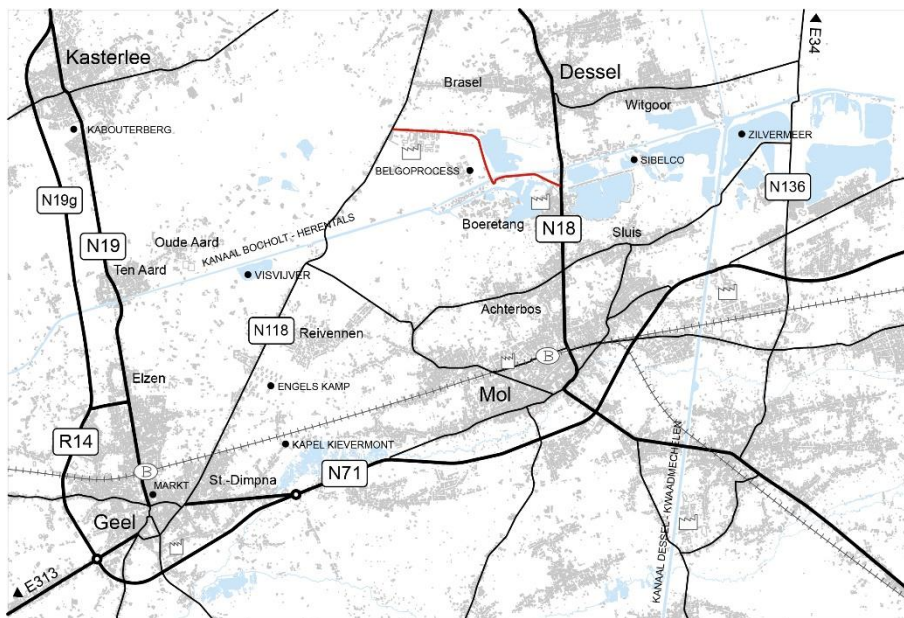 E34
Kasterlee
Dessel
Brasel
Witgoor
KABOUTERBERG
ZILVERMEER
SIBELCO
BELGOPROCESS
N136
N19g
N19
Boeretang
N18
Sluis
Oude Aard
KANAAL BOCHOLT - HERENTALS
Ten Aard
VISVIJVER
Achterbos
N118
Reivennen
B
Elzen
ENGELS KAMP
Mol
R14
KAPEL KIEVERMONT
B
St.-Dimpna
N71
MARKT
Geel
KANAAL DESSEL - KWAADMECHELEN
E313